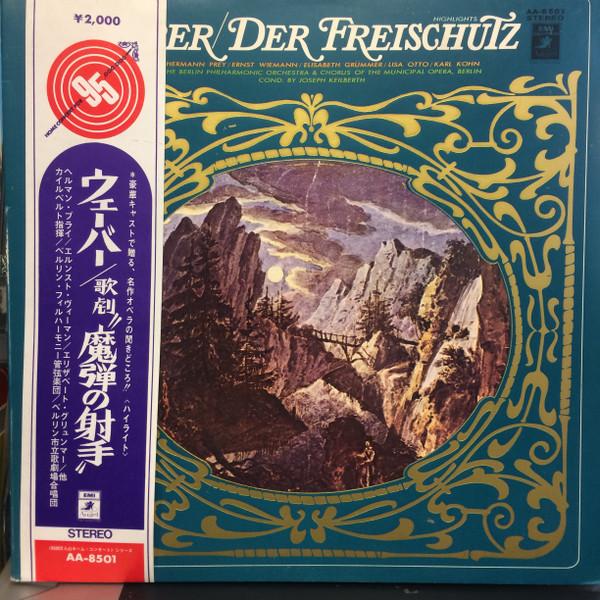 ¥2,000
HOME CONCERT
95
ウェーバー/歌劇“魔弾の射手”
*豪華キャストで贈る、名作オペラの聞きどころ!!〈ハイライト〉
ヘルマン・プライ/エルンスト・ヴィーマン/エリザベート・グリュンマー/他
カイルベルト指揮/ベルリン・フィルハーモニー管弦楽団/ベルリン市立歌劇場合唱団
EMI
Angel
STEREO
AA-8501
HIGHLIGHTS
BER/DER FREISCHÜTZ
AA-8501
STEREO
HERMANN PREY/ERNST WIEMANN/ELISABETH GRÜMMER/LISA OTTO/KARL KOHN
THE BERLIN PHILHARMONIC ORCHESTRA & CHORUS OF THE MUNICIPAL OPERA, BERLIN
COND. BY JOSEPH KEILBERTH